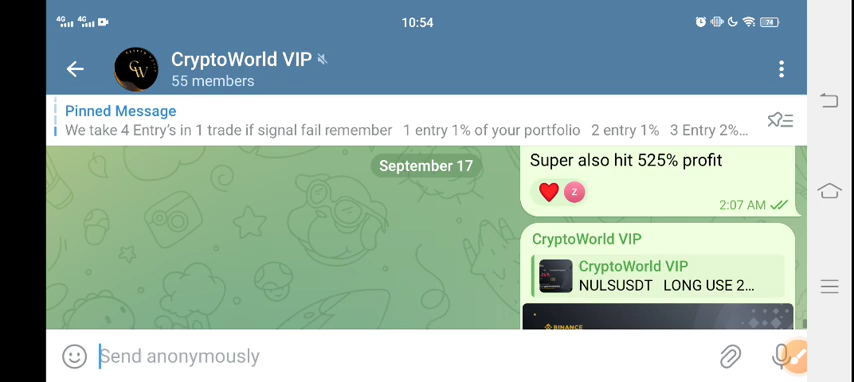 4G 4G 10:54 74
CryptoWorld VIP
55 members
Pinned Message
We take 4 Entry's in 1 trade if signal fail remember 1 entry 1% of your portfolio 2 entry 1% 3 Entry 2%...
September 17
Super also hit 525% profit
Z
2:07 AM
CryptoWorld VIP
CryptoWorld VIP
NULSUSDT LONG USE 2...
BINANCE
Send anonymously